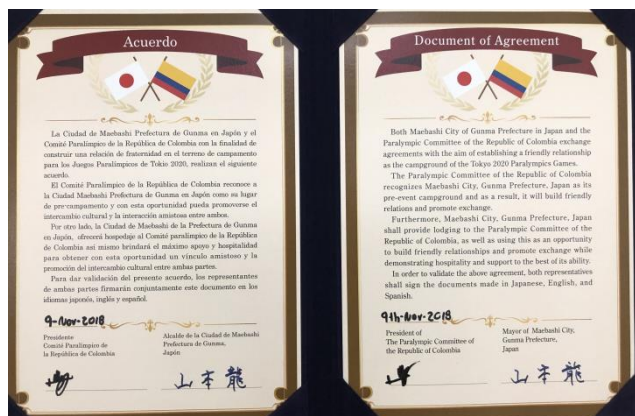 Acuerdo
La Ciudad de Maebashi Prefectura de Gunma en Japón y el
Comité Paralímpico de la República de Colombia con la finalidad de
construir una relación de fraternidad en el terreno de campamento
para los Juegos Paralímpicos de Tokio 2020, realizan el siguiente
acuerdo.
El Comité Paralímpico de la República de Colombia reconoce a
la Ciudad Maebashi Prefectura de Gunma en Japón como su lugar
de pre-campamento y con esta oportunidad pueda promoverse el
intercambio cultural y la interacción amistosa entre ambos.
Por otro lado, la Ciudad de Maebashi de la Prefectura de Gunma
en Japón, ofrecerá hospedaje al Comité paralímpico de la República
de Colombia así mismo brindará el máximo apoyo y hospitalidad
para obtener con esta oportunidad un vínculo amistoso y la
promoción del intercambio cultural entre ambas partes.
Para dar validación del presente acuerdo, los representantes
de ambas partes firmarán conjuntamente este documento en los
idiomas japonés, inglés y español.
9-Nov-2018
Presidente
Comité Paralímpico de
la República de Colombia
Alcalde de la Ciudad de Maebashi
Prefectura de Gunma,
Japón
山本龍
Document of Agreement
Both Maebashi City of Gunma Prefecture in Japan and the
Paralympic Committee of the Republic of Colombia exchange
agreements with the aim of establishing a friendly relationship
as the campground of the Tokyo 2020 Paralympics Games.
The Paralympic Committee of the Republic of Colombia
recognizes Maebashi City, Gunma Prefecture, Japan as its
pre-event campground and as a result, it will build friendly
relations and promote exchange.
Furthermore, Maebashi City, Gunma Prefecture, Japan
shall provide lodging to the Paralympic Committee of the
Republic of Colombia, as well as using this as an opportunity
to build friendly relationships and promote exchange while
demonstrating hospitality and support to the best of its ability.
In order to validate the above agreement, both representatives
shall sign the documents made in Japanese, English, and
Spanish.
9th-Nov-2018
President of
The Paralympic Committee of
the Republic of Colombia
Mayor of Maebashi City,
Gunma Prefecture,
Japan
山本龍